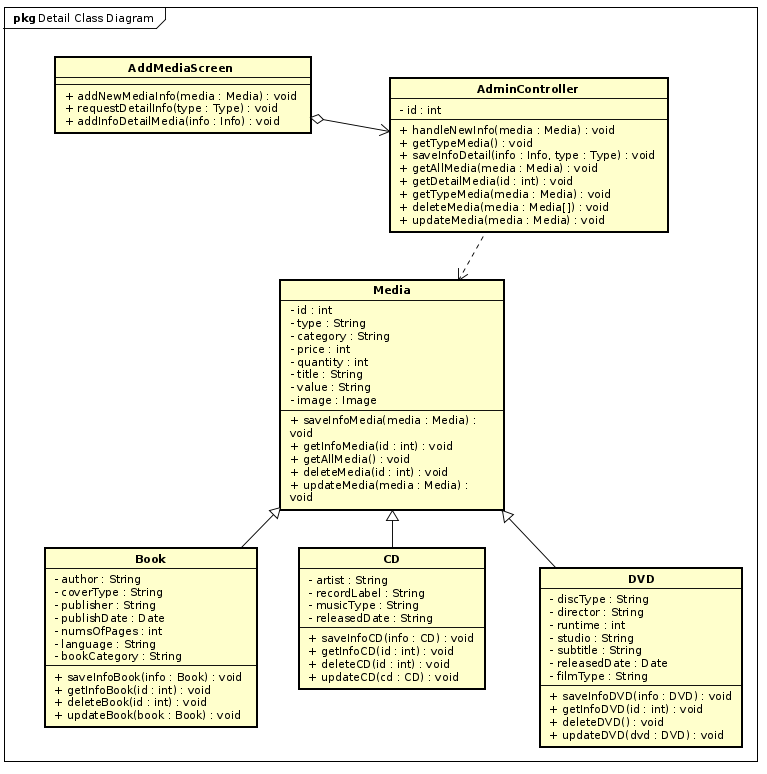 pkg Detail Class Diagram
AddMediaScreen
+ addNewMediaInfo(media : Media) : void
+ requestDetailInfo(type : Type) : void
+ addInfoDetailMedia(info : Info) : void
AdminController
- id : int
+ handleNewInfo(media : Media) : void
+ getTypeMedia() : void
+ saveInfoDetail(info : Info, type : Type) : void
+ getAllMedia(media : Media) : void
+ getDetailMedia(id : int) : void
+ getTypeMedia(media : Media) : void
+ deleteMedia(media : Media[]) : void
+ updateMedia(media : Media) : void
Media
- id : int
- type : String
- category : String
- price : int
- quantity : int
- title : String
- value : String
- image : Image
+ saveInfoMedia(media : Media) :
void
+ getInfoMedia(id : int) : void
+ getAllMedia() : void
+ deleteMedia(id : int) : void
+ updateMedia(media : Media) :
void
Book
- author : String
- coverType : String
- publisher : String
- publishDate : Date
- numsOfPages : int
- language : String
- bookCategory : String
+ saveInfoBook(info : Book) : void
+ getInfoBook(id : int) : void
+ deleteBook(id : int) : void
+ updateBook(book : Book) : void
CD
- artist : String
- recordLabel : String
- musicType : String
- releasedDate : String
+ saveInfoCD(info : CD) : void
+ getInfoCD(id : int) : void
+ deleteCD(id : int) : void
+ updateCD(cd : CD) : void
DVD
- discType : String
- director : String
- runtime : int
- studio : String
- subtitle : String
- releasedDate : Date
- filmType : String
+ saveInfoDVD(info : DVD) : void
+ getInfoDVD(id : int) : void
+ deleteDVD() : void
+ updateDVD(dvd : DVD) : void